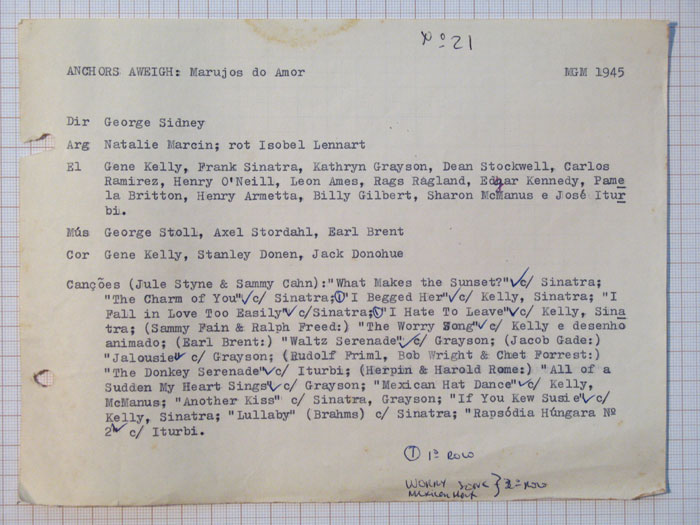 Nº 21
ANCHORS AWEIGH: Marujos do Amor MGM 1945
Dir George Sidney
Arg Natalie Marcin; rot Isobel Lennart
El Gene Kelly, Frank Sinatra, Kathryn Grayson, Dean Stockwell, Carlos
Ramirez, Henry O'Neill, Leon Ames, Rags Ragland, Edgar Kennedy, Pame
la Britton, Henry Armetta, Billy Gilbert, Sharon McManus e José Itur
bi.
Mús George Stoll, Axel Stordahl, Earl Brent
Cor Gene Kelly, Stanley Donen, Jack Donohue
Canções (Jule Styne & Sammy Cahn):"What Makes the Sunset?"✓c/ Sinatra;
"The Charm of You"✓c/ Sinatra;①"I Begged Her"✓c/ Kelly, Sinatra; "I
Fall in Love Too Easily"✓c/Sinatra;①"I Hate To Leave"✓c/ Kelly, Sina
tra; (Sammy Fain & Ralph Freed:) "The Worry Song"✓c/ Kelly e desenho
animado; (Earl Brent:) "Waltz Serenade"✓c/ Grayson; (Jacob Gade:)
"Jalousie"✓ c/ Grayson; (Rudolf Friml, Bob Wright & Chet Forrest:)
"The Donkey Serenade"✓c/ Iturbi; (Herpin & Harold Rome:) "All of a
Sudden My Heart Sings"✓c/ Grayson; "Mexican Hat Dance"✓c/ Kelly,
McManus; "Another Kiss" c/ Sinatra, Grayson; "If You Kew Susie"✓c/
Kelly, Sinatra; "Lullaby" (Brahms) c/ Sinatra; "Rapsódia Húngara Nº
2"✓ c/ Iturbi.
① 1º ROLO
WORRY SONG } 2º ROLO
MEXICAN HAT